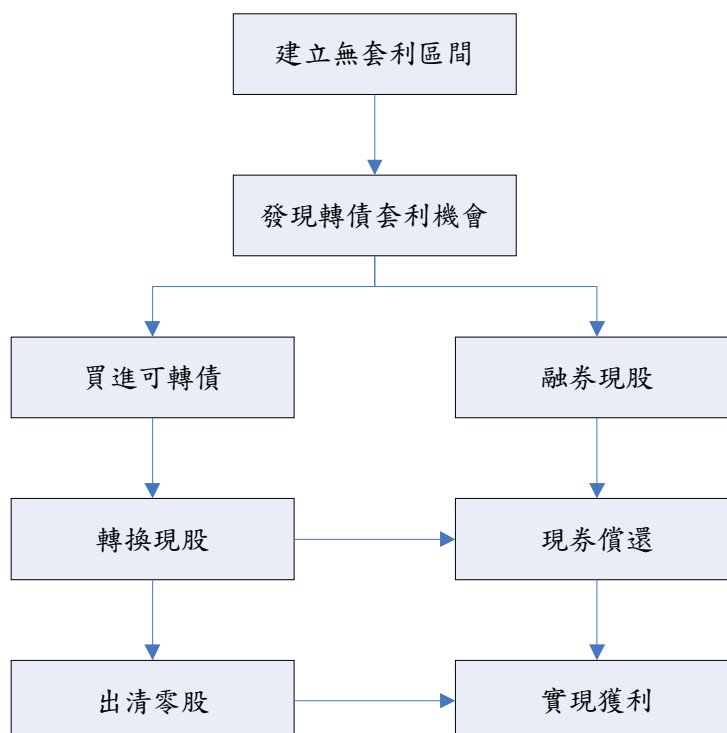 建立無套利區間
發現轉債套利機會
買進可轉債
融券現股
轉換現股
現券償還
出清零股
實現獲利